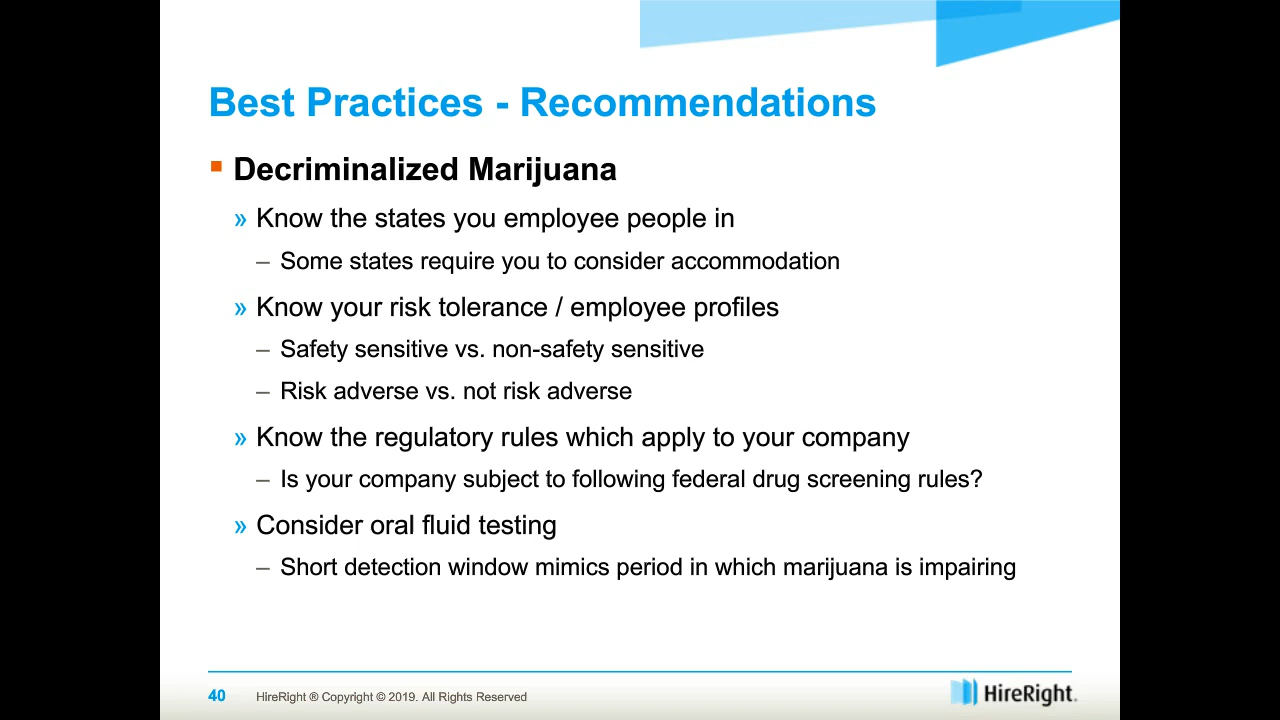 Best Practices - Recommendations
▪ Decriminalized Marijuana
» Know the states you employee people in
– Some states require you to consider accommodation
» Know your risk tolerance / employee profiles
– Safety sensitive vs. non-safety sensitive
– Risk adverse vs. not risk adverse
» Know the regulatory rules which apply to your company
– Is your company subject to following federal drug screening rules?
» Consider oral fluid testing
– Short detection window mimics period in which marijuana is impairing
40 HireRight ® Copyright © 2019. All Rights Reserved
HireRight.